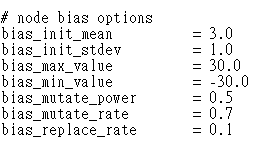 # node bias options
bias_init_mean = 3.0
bias_init_stdev = 1.0
bias_max_value = 30.0
bias_min_value = -30.0
bias_mutate_power = 0.5
bias_mutate_rate = 0.7
bias_replace_rate = 0.1